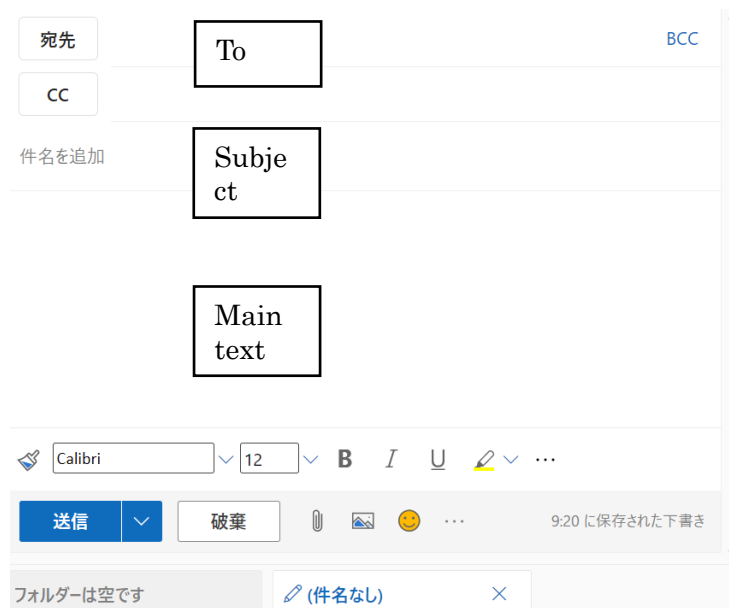 宛先 To BCC
CC
件名を追加 Subje
ct
Main
text
Calibri 12 B I U
送信 破棄 9:20 に保存された下書き
フォルダーは空です (件名なし)